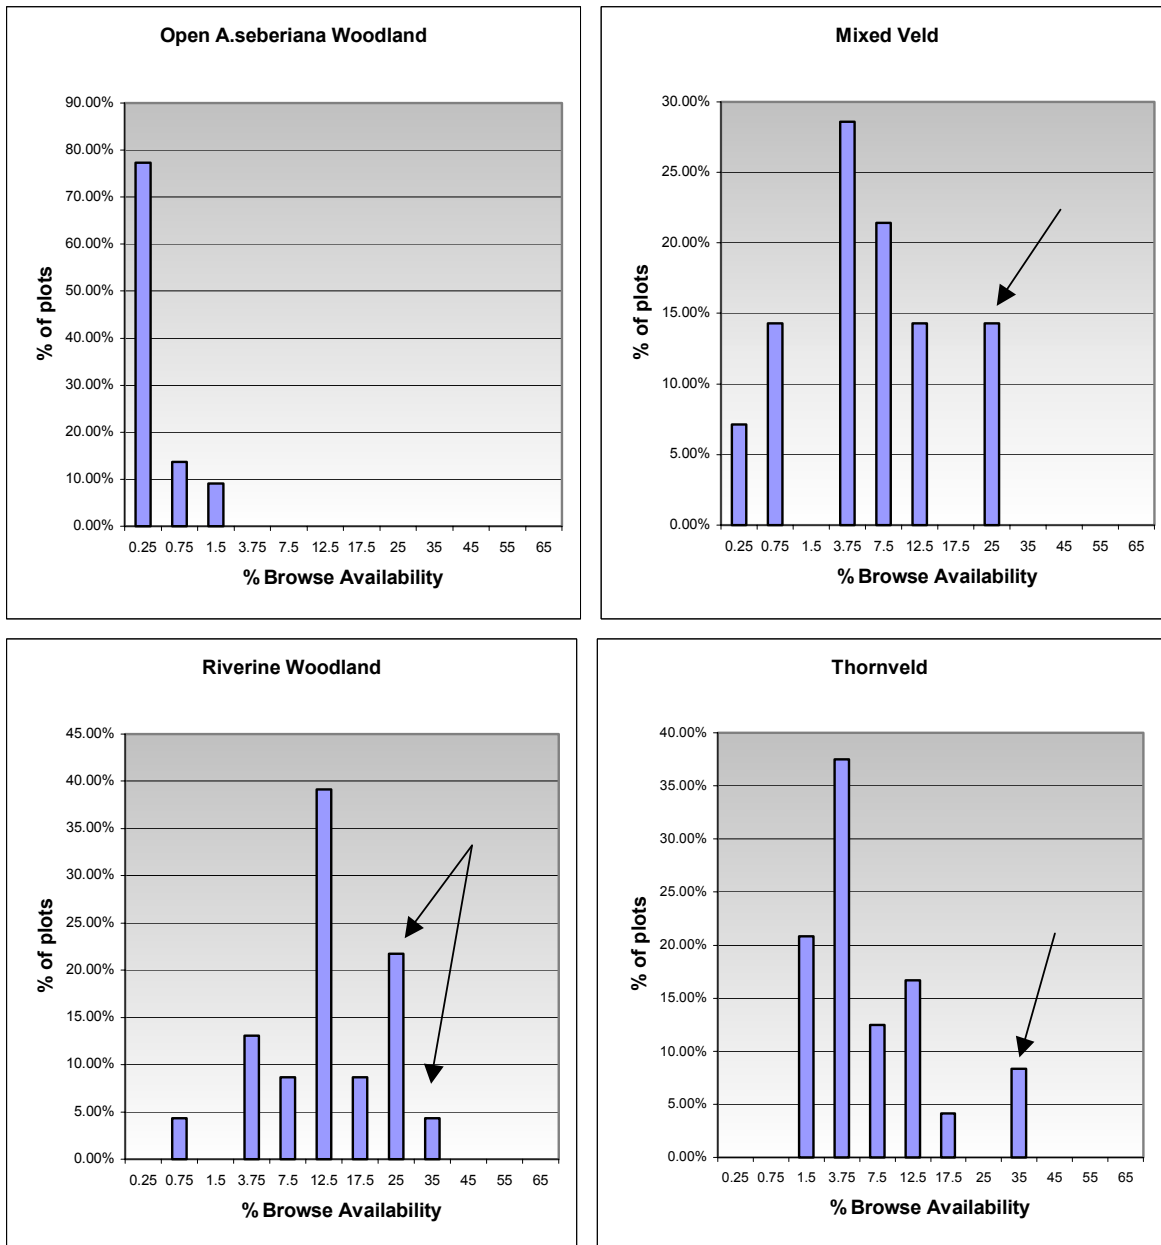 Open A.seberiana Woodland
90.00%
80.00%
70.00%
60.00%
50.00%
40.00%
30.00%
20.00%
10.00%
0.00%
% of plots
0.25 0.75 1.5 3.75 7.5 12.5 17.5 25 35 45 55 65
% Browse Availability
Mixed Veld
30.00%
25.00%
20.00%
15.00%
10.00%
5.00%
0.00%
% of plots
0.25 0.75 1.5 3.75 7.5 12.5 17.5 25 35 45 55 65
% Browse Availability
Riverine Woodland
45.00%
40.00%
35.00%
30.00%
25.00%
20.00%
15.00%
10.00%
5.00%
0.00%
% of plots
0.25 0.75 1.5 3.75 7.5 12.5 17.5 25 35 45 55 65
% Browse Availability
Thornveld
40.00%
35.00%
30.00%
25.00%
20.00%
15.00%
10.00%
5.00%
0.00%
% of plots
0.25 0.75 1.5 3.75 7.5 12.5 17.5 25 35 45 55 65
% Browse Availability